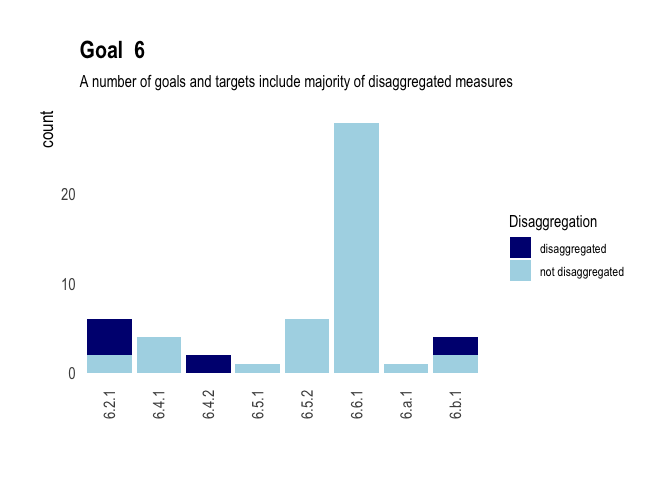 Goal  6
A number of goals and targets include majority of disaggregated measures
count
20
10
0
Disaggregation
disaggregated
not disaggregated
6.2.1
6.4.1
6.4.2
6.5.1
6.5.2
6.6.1
6.a.1
6.b.1